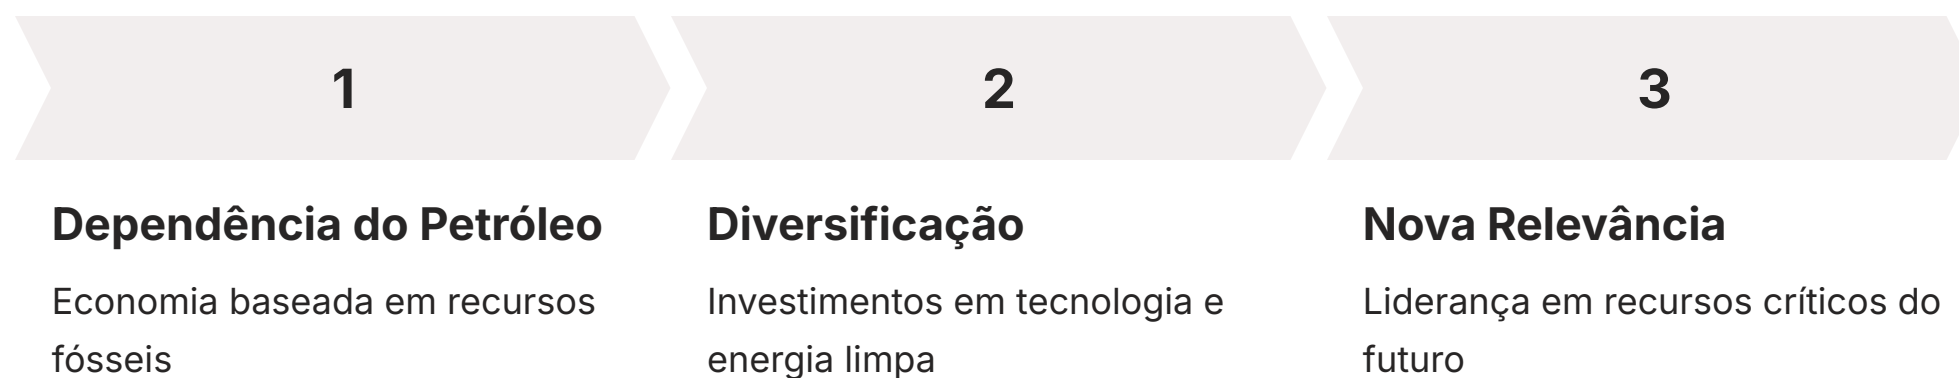 1
Dependência do Petróleo
Economia baseada em recursos
fósseis
2
Diversificação
Investimentos em tecnologia e
energia limpa
3
Nova Relevância
Liderança em recursos críticos do
futuro